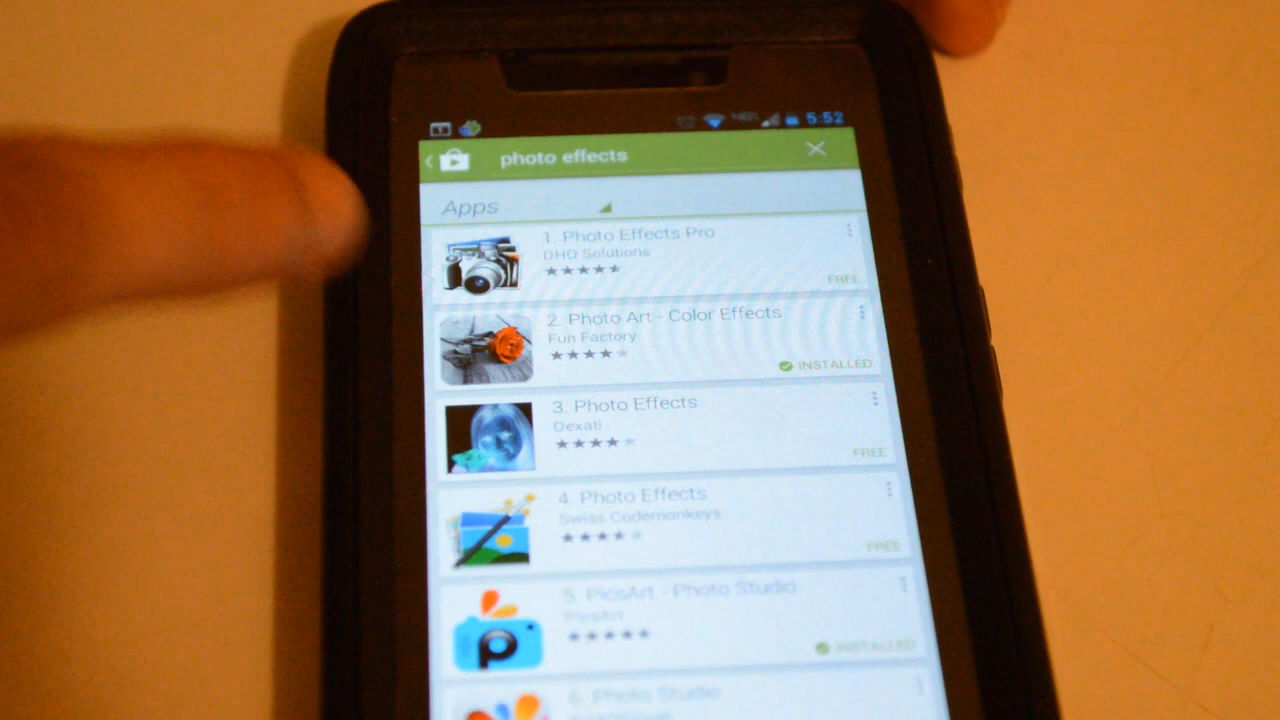 5:52
photo effects
Apps
1. Photo Effects Pro
DHQ Solutions
FREE
2. Photo Art - Color Effects
Fun Factory
INSTALLED
3. Photo Effects
Dexati
FREE
4. Photo Effects
Swiss Codemonkeys
FREE
5. PicsArt - Photo Studio
PicsArt
INSTALLED
6. Photo Studio